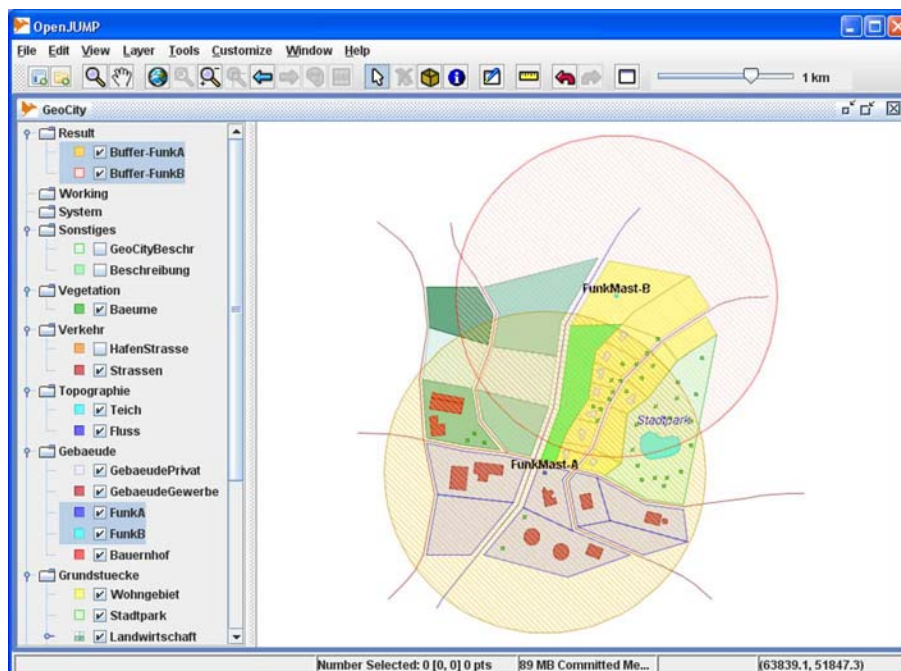 OpenJUMP
File Edit View Layer Tools Customize Window Help
1 km
GeoCity
Result
Buffer-FunkA
Buffer-FunkB
Working
System
Sonstiges
GeoCityBeschr
Beschreibung
Vegetation
Baeume
Verkehr
HafenStrasse
Strassen
Topographie
Teich
Fluss
Gebaeude
GebaeudePrivat
GebaeudeGewerbe
FunkA
FunkB
Bauernhof
Grundstuecke
Wohngebiet
Stadtpark
Landwirtschaft
FunkMast-B
Stadtpark
FunkMast-A
Number Selected: 0 [0, 0] 0 pts 89 MB Committed Me... (63839.1, 51847.3)